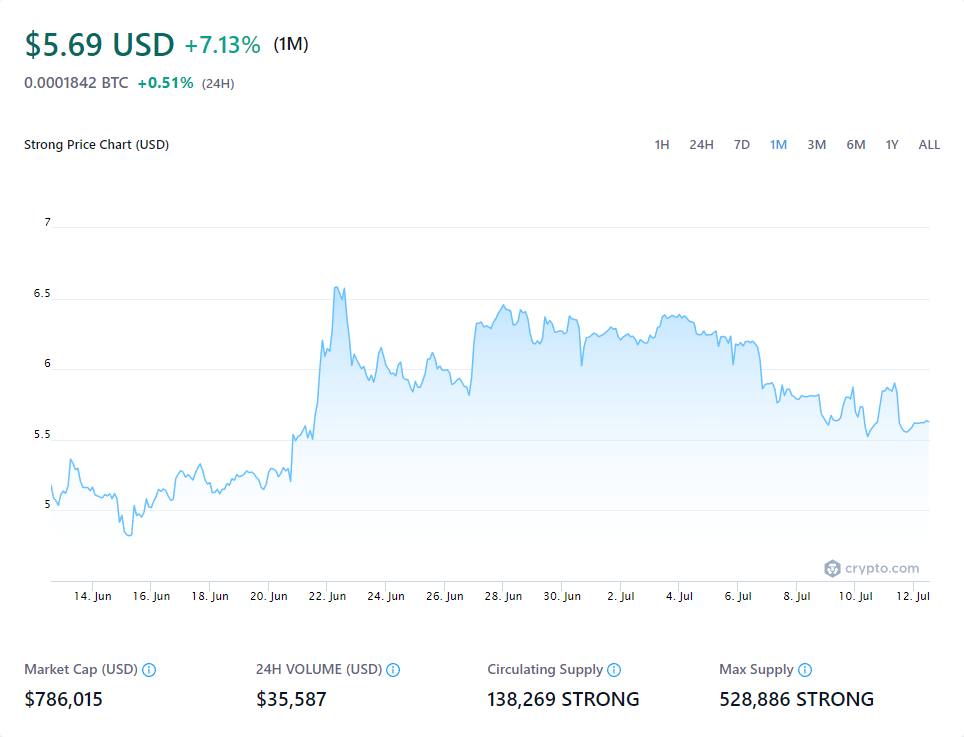 $5.69 USD +7.13% (1M)
0.0001842 BTC +0.51% (24H)
Strong Price Chart (USD) 1H 24H 7D 1M 3M 6M 1Y ALL
7
6.5
6
5.5
5
crypto.com
14. Jun 16. Jun 18. Jun 20. Jun 22. Jun 24. Jun 26. Jun 28. Jun 30. Jun 2. Jul 4. Jul 6. Jul 8. Jul 10. Jul 12. Jul
Market Cap (USD) 24H VOLUME (USD) Circulating Supply Max Supply
$786,015 $35,587 138,269 STRONG 528,886 STRONG